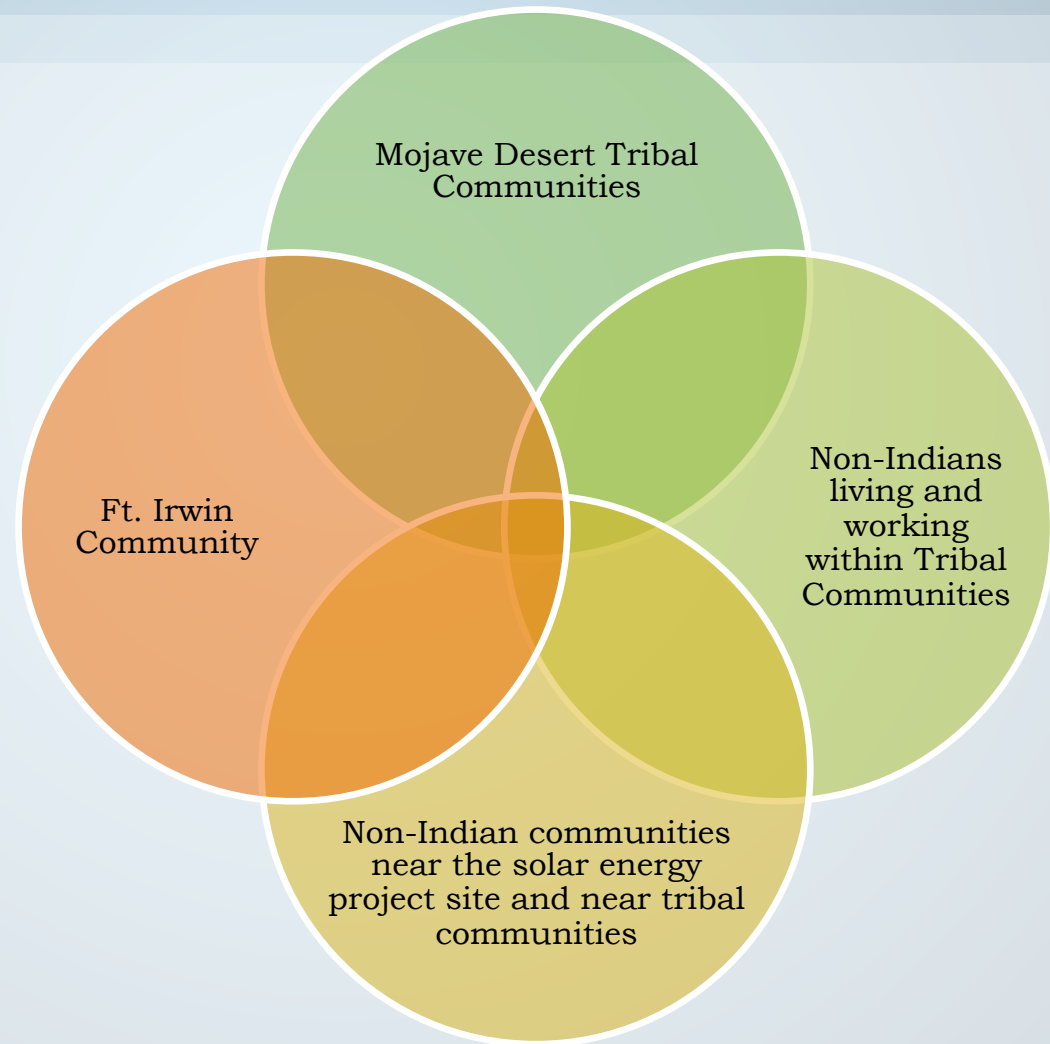 Mojave Desert Tribal
Communities
Ft. Irwin
Community
Non-Indians
living and
working
within Tribal
Communities
Non-Indian communities
near the solar energy
project site and near tribal
communities